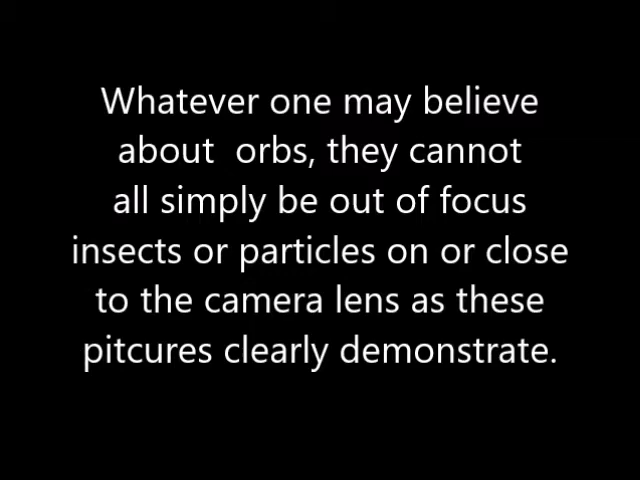 Whatever one may believe
about  orbs, they cannot
all simply be out of focus
insects or particles on or close
to the camera lens as these
pitcures clearly demonstrate.